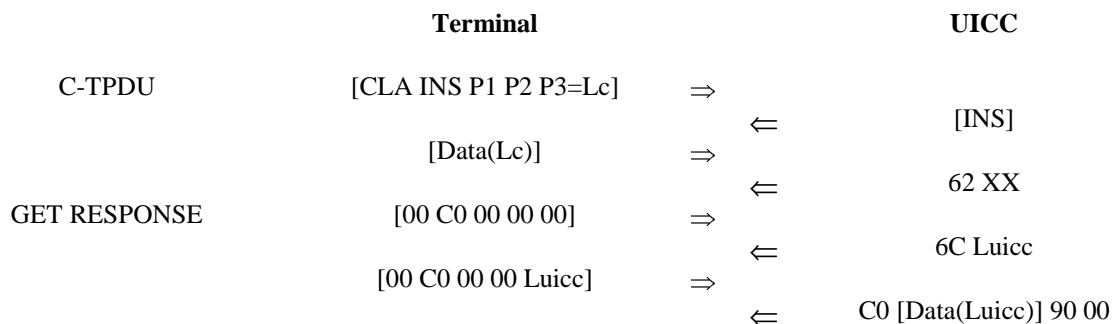 Terminal UICC
C-TPDU [CLA INS P1 P2 P3=Lc] ⇒
⇐ [INS]
[Data(Lc)] ⇒
⇐ 62 XX
GET RESPONSE [00 C0 00 00 00] ⇒
⇐ 6C Luicc
[00 C0 00 00 Luicc] ⇒
⇐ C0 [Data(Luicc)] 90 00